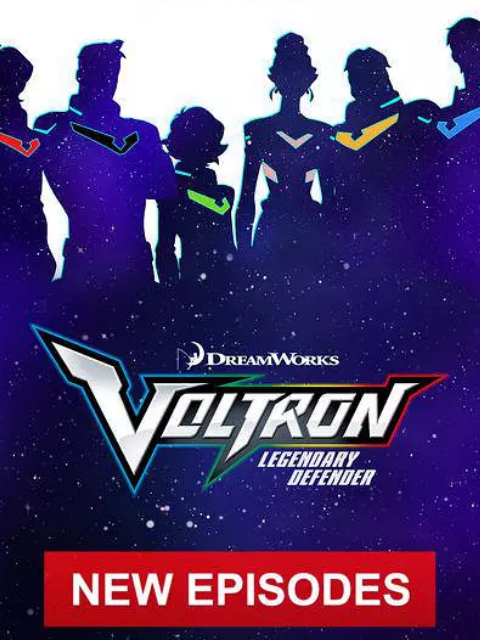 DREAMWORKS
VOLTRON
LEGENDARY
DEFENDER
NEW EPISODES